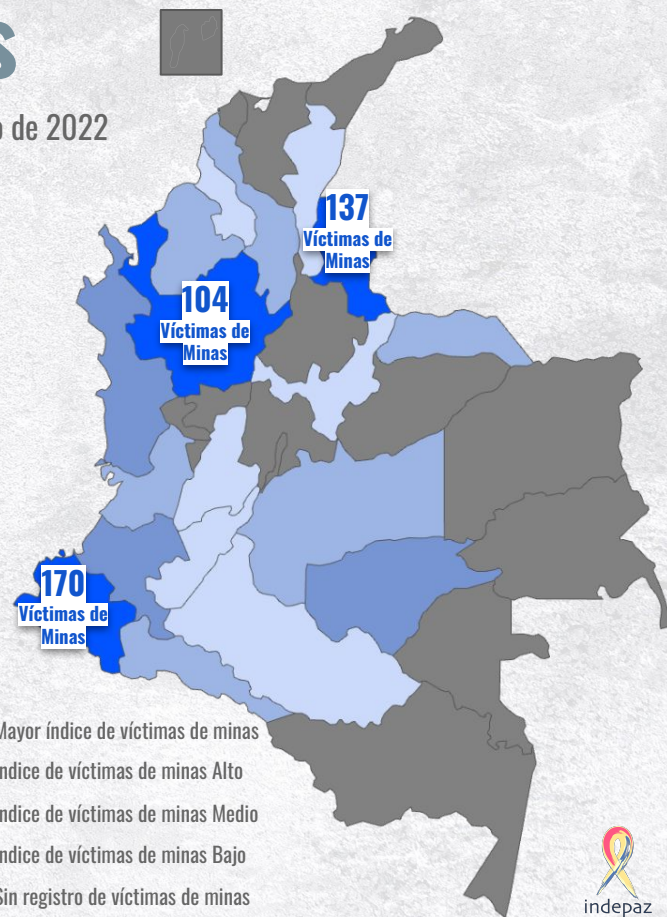 S
o de 2022
137
Víctimas de
Minas
104
Víctimas de
Minas
170
Víctimas de
Minas
Mayor índice de víctimas de minas
ndice de víctimas de minas Alto
ndice de víctimas de minas Medio
ndice de víctimas de minas Bajo
Sin registro de víctimas de minas
indepaz